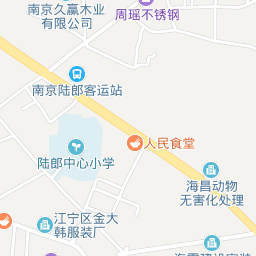 南京久赢木业
有限公司
周瑶不锈钢
南京陆郎客运站
人民食堂
陆郎中心小学
海昌动物
无害化处理
江宁区金大
韩服装厂